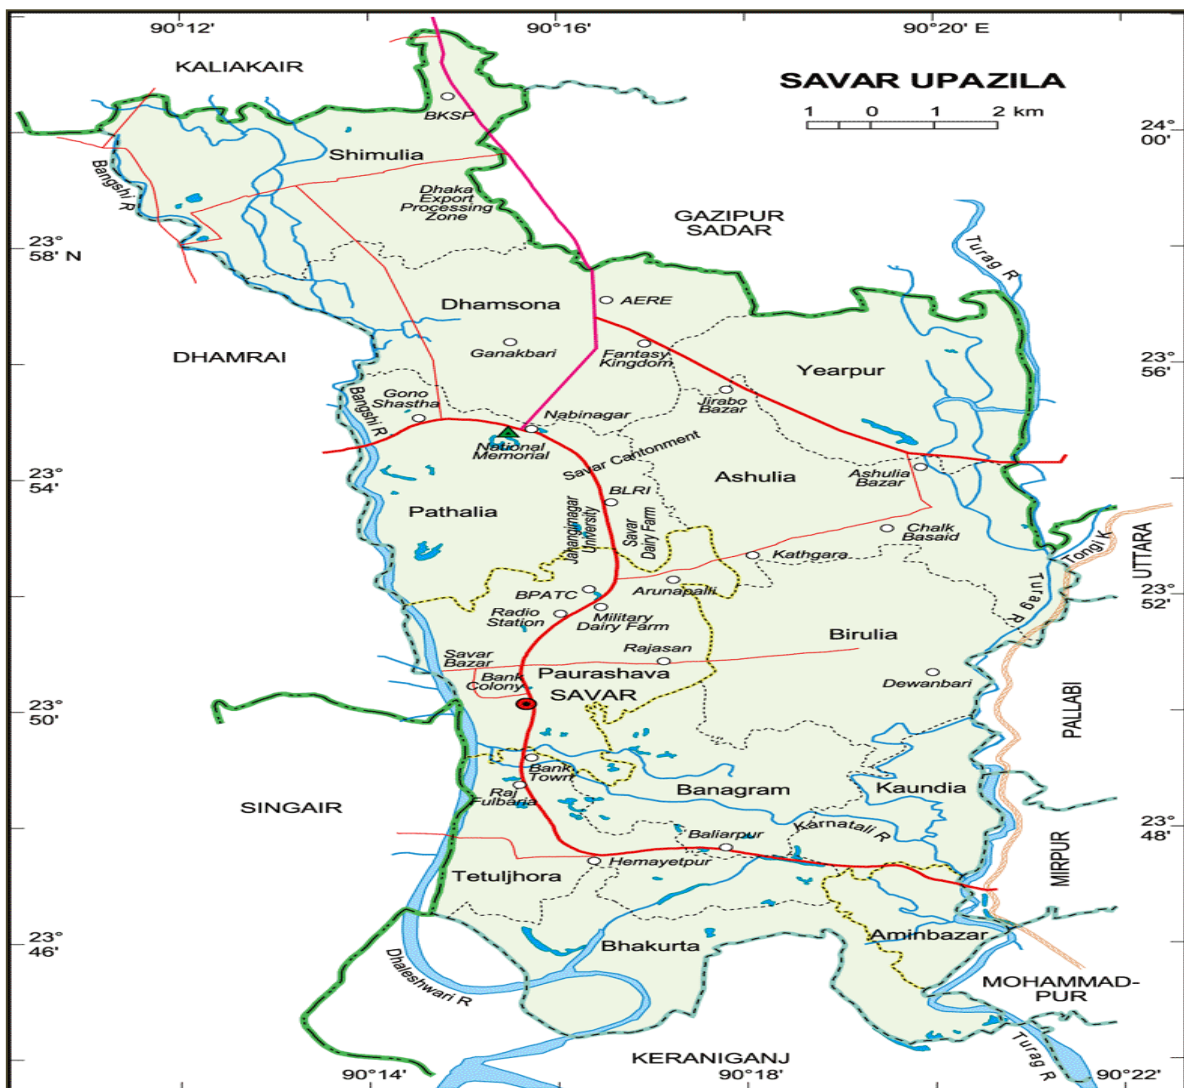 90°12'
90°16'
90°20' E
KALIAKAIR
SAVAR UPAZILA
1 0 1 2 km
BKSP
24°
00'
Shimulia
Bangshi R
Dhaka
Export
Processing
Zone
GAZIPUR
SADAR
23°
58' N
Turag R
Dhamsona
AERE
DHAMRAI
Ganakbari
Fantasy
Kingdom
23°
56'
Yearpur
Gono
Shastha
Bangshi R
Jirabo
Bazar
Nabinagar
National
Memorial
Savar Cantonment
23°
54'
Ashulia
Ashulia
Bazar
BLRI
Pathalia
Jahangirnagar
University
Savar
Dairy Farm
Chalk
Basaid
Kathgara
Tongi K
UTTARA
BPATC
Arunapalli
23°
52'
Turag R
Radio
Station
Military
Dairy Farm
Birulia
Savar
Bazar
Rajasan
Bank
Colony
Paurashava
SAVAR
Dewanbari
23°
50'
PALLABI
Bank
Town
Raj
Fulbaria
Banagram
Kaundia
SINGAIR
Karnatali R
23°
48'
Baliarpur
Hemayetpur
MIRPUR
Tetuljhora
23°
46'
Bhakurta
Aminbazar
Dhaleshwari R
MOHAMMAD-
PUR
KERANIGANJ
Turag R
90°14'
90°18'
90°22'